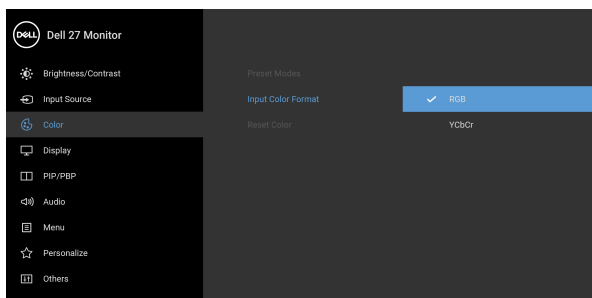 DELL Dell 27 Monitor
Brightness/Contrast
Input Source
Color
Display
PIP/PBP
Audio
Menu
Personalize
Others
Preset Modes
Input Color Format
Reset Color
RGB
YCbCr